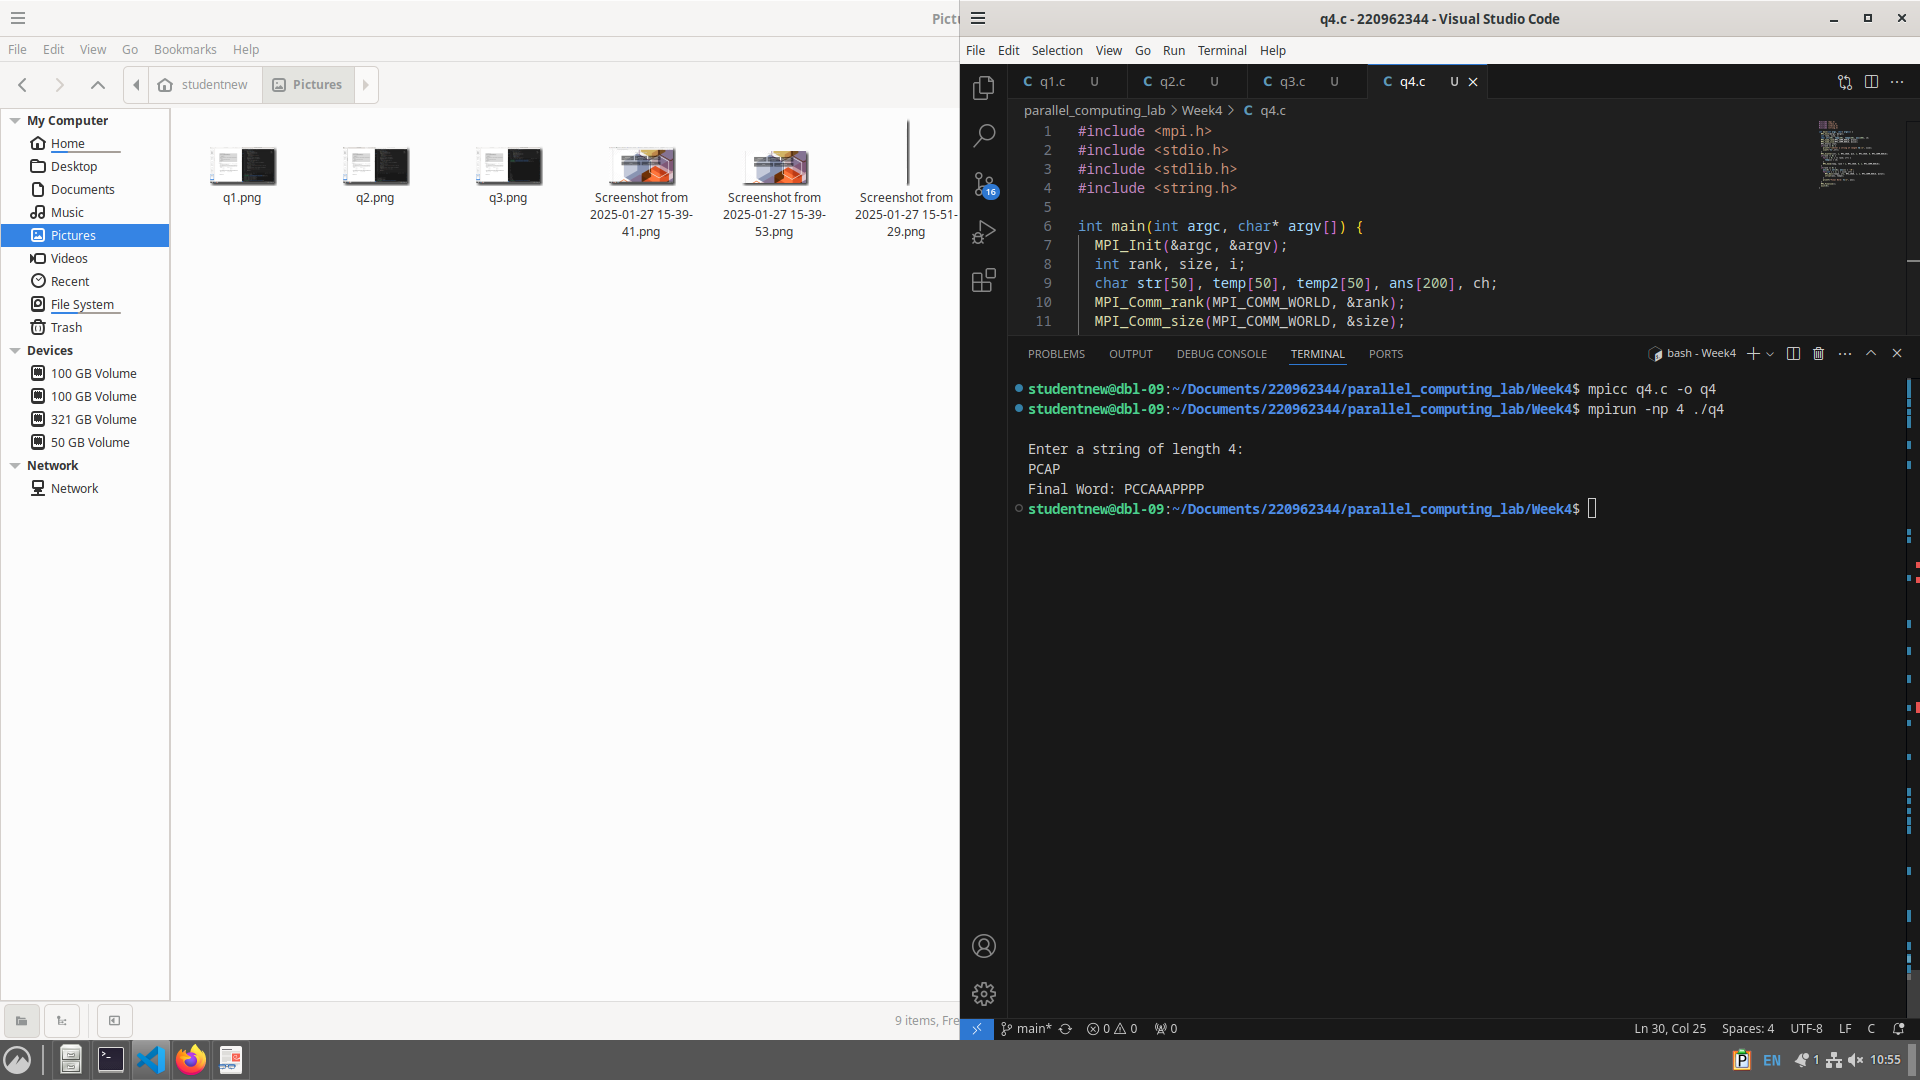 Pictu
File Edit View Go Bookmarks Help
studentnew Pictures
My Computer
Home
Desktop
Documents
Music
Pictures
Videos
Recent
File System
Trash
Devices
100 GB Volume
100 GB Volume
321 GB Volume
50 GB Volume
Network
Network
q1.png
q2.png
q3.png
Screenshot from
2025-01-27 15-39-
41.png
Screenshot from
2025-01-27 15-39-
53.png
Screenshot from
2025-01-27 15-51-
29.png
9 items, Fre
q4.c - 220962344 - Visual Studio Code
File Edit Selection View Go Run Terminal Help
q1.c U q2.c U q3.c U q4.c U
parallel_computing_lab > Week4 > C q4.c
16
1 #include <mpi.h>
2 #include <stdio.h>
3 #include <stdlib.h>
4 #include <string.h>
5
6 int main(int argc, char* argv[]) {
7 MPI_Init(&argc, &argv);
8 int rank, size, i;
9 char str[50], temp[50], temp2[50], ans[200], ch;
10 MPI_Comm_rank(MPI_COMM_WORLD, &rank);
11 MPI_Comm_size(MPI_COMM_WORLD, &size);
PROBLEMS OUTPUT DEBUG CONSOLE TERMINAL PORTS
bash - Week4
studentnew@dbl-09:~/Documents/220962344/parallel_computing_lab/Week4$ mpicc q4.c -o q4
studentnew@dbl-09:~/Documents/220962344/parallel_computing_lab/Week4$ mpirun -np 4 ./q4
Enter a string of length 4:
PCAP
Final Word: PCCAAAPPPP
studentnew@dbl-09:~/Documents/220962344/parallel_computing_lab/Week4$
main* 0 0 0
Ln 30, Col 25 Spaces: 4 UTF-8 LF C
EN 1 10:55